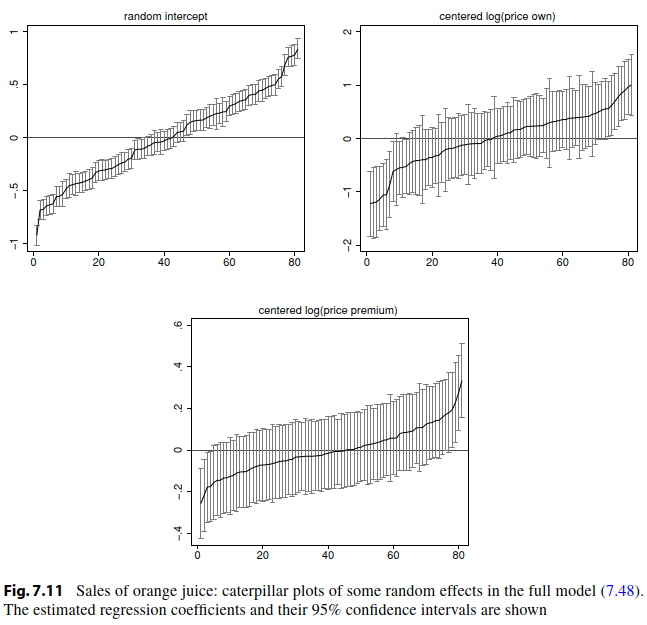 random intercept
1
.5
0
-.5
-1
0 20 40 60 80
centered log(price own)
2
1
0
-1
-2
0 20 40 60 80
centered log(price premium)
.6
.4
.2
0
-.2
-.4
0 20 40 60 80
Fig. 7.11 Sales of orange juice: caterpillar plots of some random effects in the full model (7.48).
The estimated regression coefficients and their 95% confidence intervals are shown